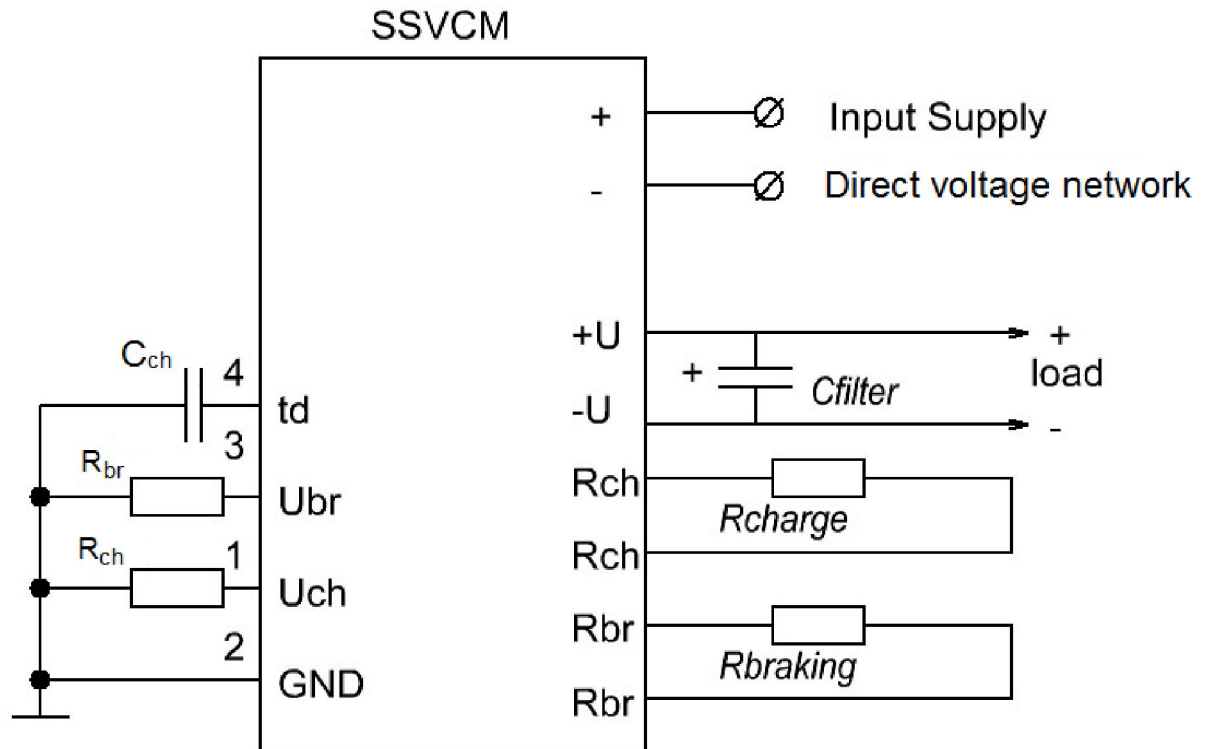 SSVCM
+ Input Supply
- Direct voltage network
+U +
+ Cfilter load
-U -
Cch 4
td
3
Rbr Ubr
Rch 1
Uch
2
GND
Rch
Rcharge
Rch
Rbr
Rbraking
Rbr